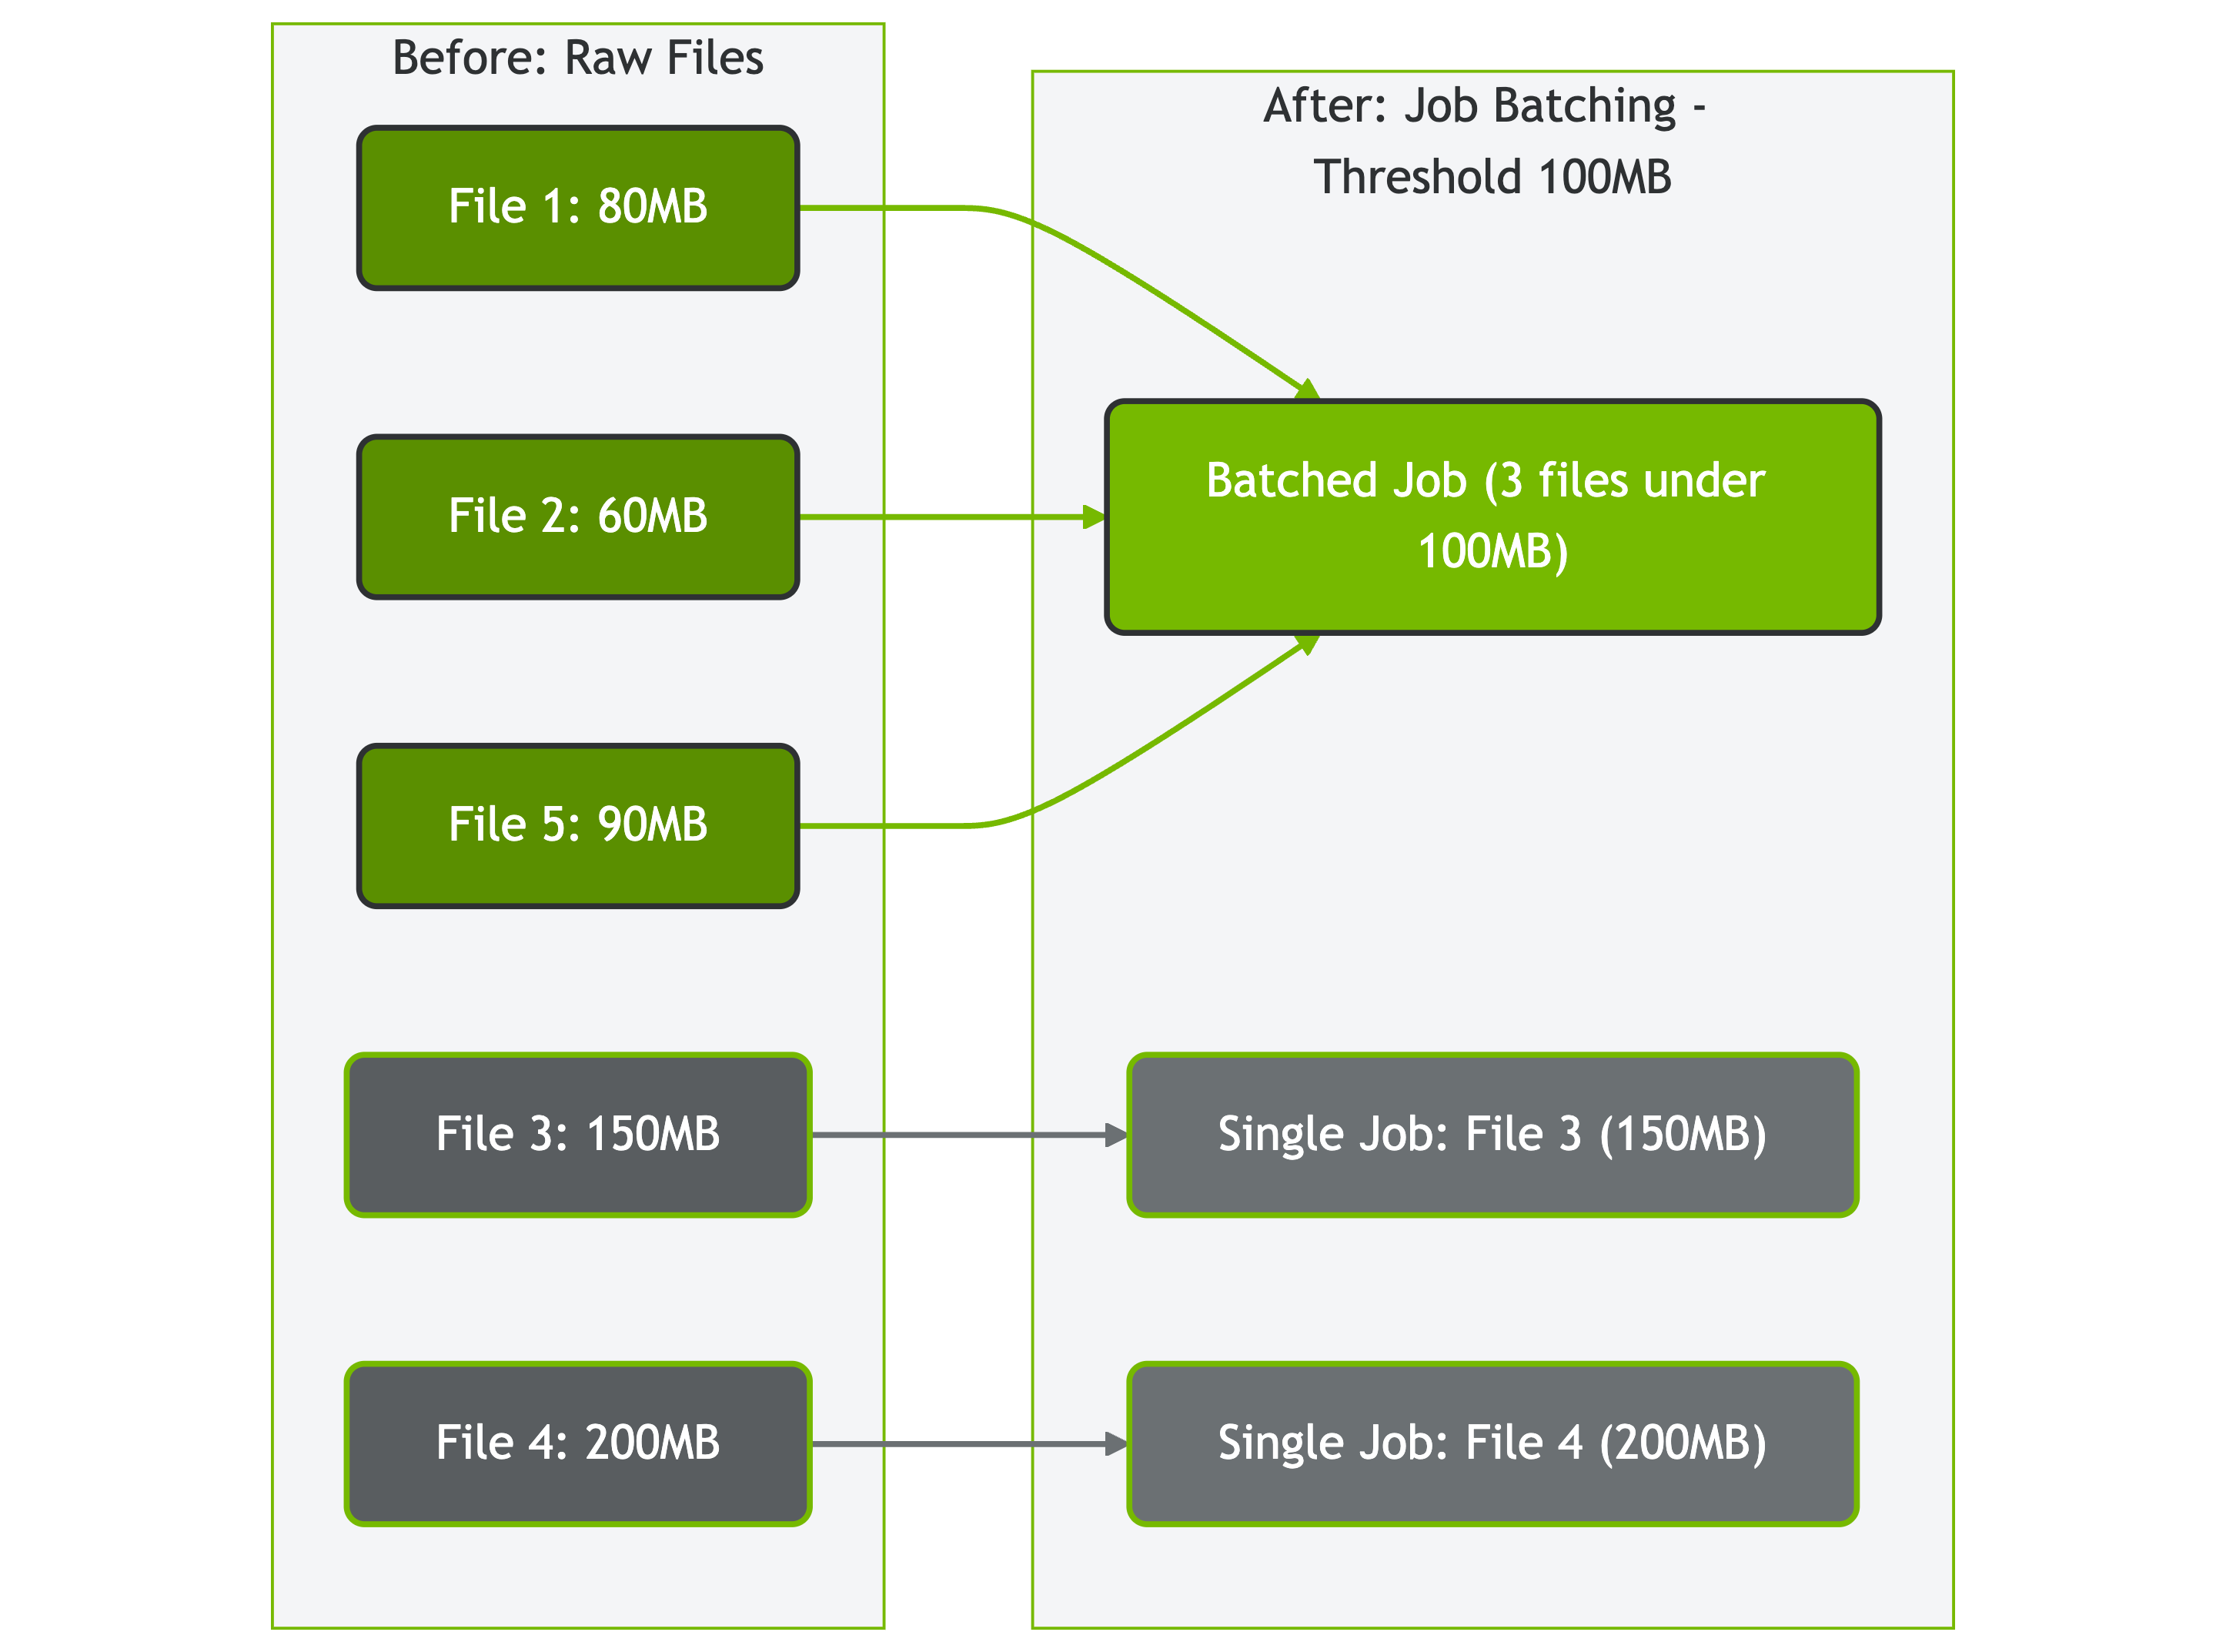 Before: Raw Files
File 1: 80MB
File 2: 60MB
File 5: 90MB
File 3: 150MB
File 4: 200MB
After: Job Batching -
Threshold 100MB
Batched Job (3 files under
100MB)
Single Job: File 3 (150MB)
Single Job: File 4 (200MB)